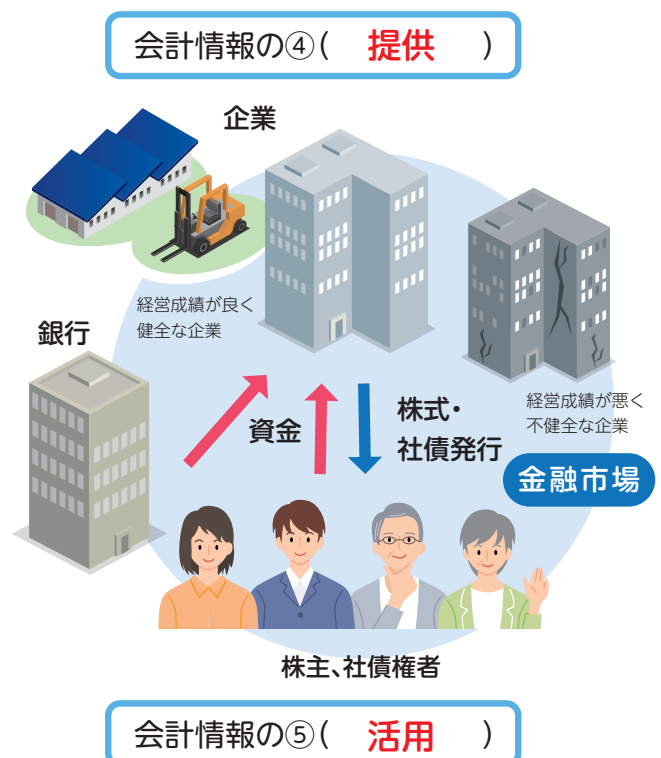 会計情報の④( 提供 )
企業
経営成績が良く
健全な企業
銀行
資金
株式・
社債発行
経営成績が悪く
不健全な企業
金融市場
株主、社債権者
会計情報の⑤( 活用 )